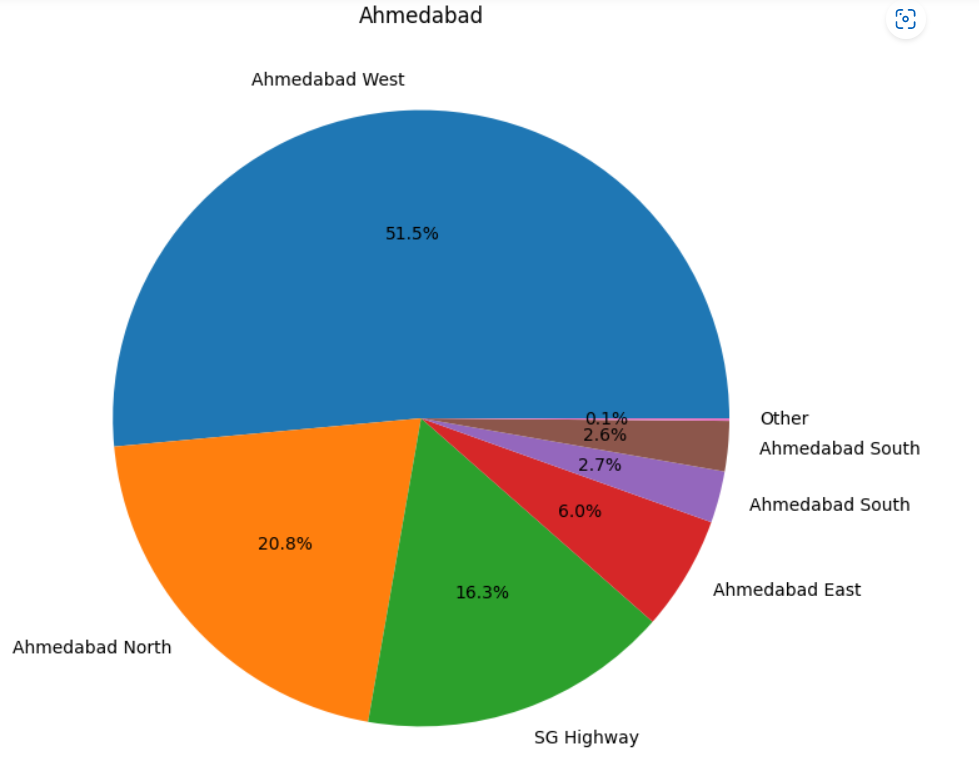 Ahmedabad
Ahmedabad West
51.5%
0.1%
Other
2.6%
Ahmedabad South
2.7%
Ahmedabad South
6.0%
Ahmedabad East
20.8%
16.3%
Ahmedabad North
SG Highway